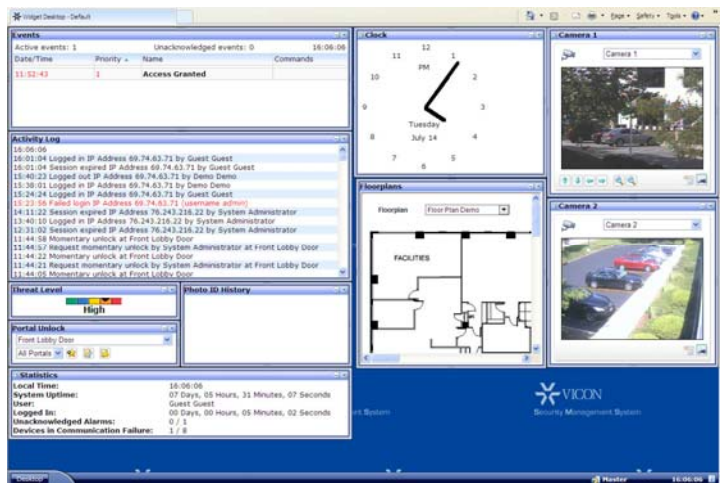 Widget Desktop - Default
Page Safety Tools
Events
Active events: 1 Unacknowledged events: 0 16:06:06
Date/Time Priority Name Commands
11:52:43 1 Access Granted
Activity Log
16:06:06
16:01:04 Logged in IP Address 69.74.63.71 by Guest Guest
16:01:04 Session expired IP Address 69.74.63.71 by Guest Guest
15:40:23 Logged out IP Address 69.74.63.71 by Demo Demo
15:38:01 Logged in IP Address 69.74.63.71 by Demo Demo
15:24:24 Logged in IP Address 69.74.63.71 by Guest Guest
15:23:56 Failed login IP Address 69.74.63.71 (username admin)
14:11:22 Session expired IP Address 76.243.216.22 by System Administrator
13:40:10 Logged in IP Address 76.243.216.22 by System Administrator
12:31:02 Session expired IP Address 76.243.216.22 by System Administrator
11:44:58 Momentary unlock at Front Lobby Door
11:44:57 Request momentary unlock by System Administrator at Front Lobby Door
11:44:22 Momentary unlock at Front Lobby Door
11:44:21 Request momentary unlock by System Administrator at Front Lobby Door
11:44:05 Momentary unlock at Front Lobby Door
Threat Level
High
Photo ID History
Portal Unlock
Front Lobby Door
All Portals
Statistics
Local Time: 16:06:06
System Uptime: 07 Days, 05 Hours, 31 Minutes, 07 Seconds
User: Guest Guest
Logged In: 00 Days, 00 Hours, 05 Minutes, 02 Seconds
Unacknowledged Alarms: 0 / 1
Devices in Communication Failure: 1 / 8
Clock
12
11 1
PM
10 2
9 3
Tuesday
8 July 14 4
7 5
6
Floorplans
Floorplan Floor Plan Demo
FACILITIES
Camera 1
Camera 1
Camera 2
Camera 2
VICON
Security Management System
nt System
Desktop
Master 16:06:06